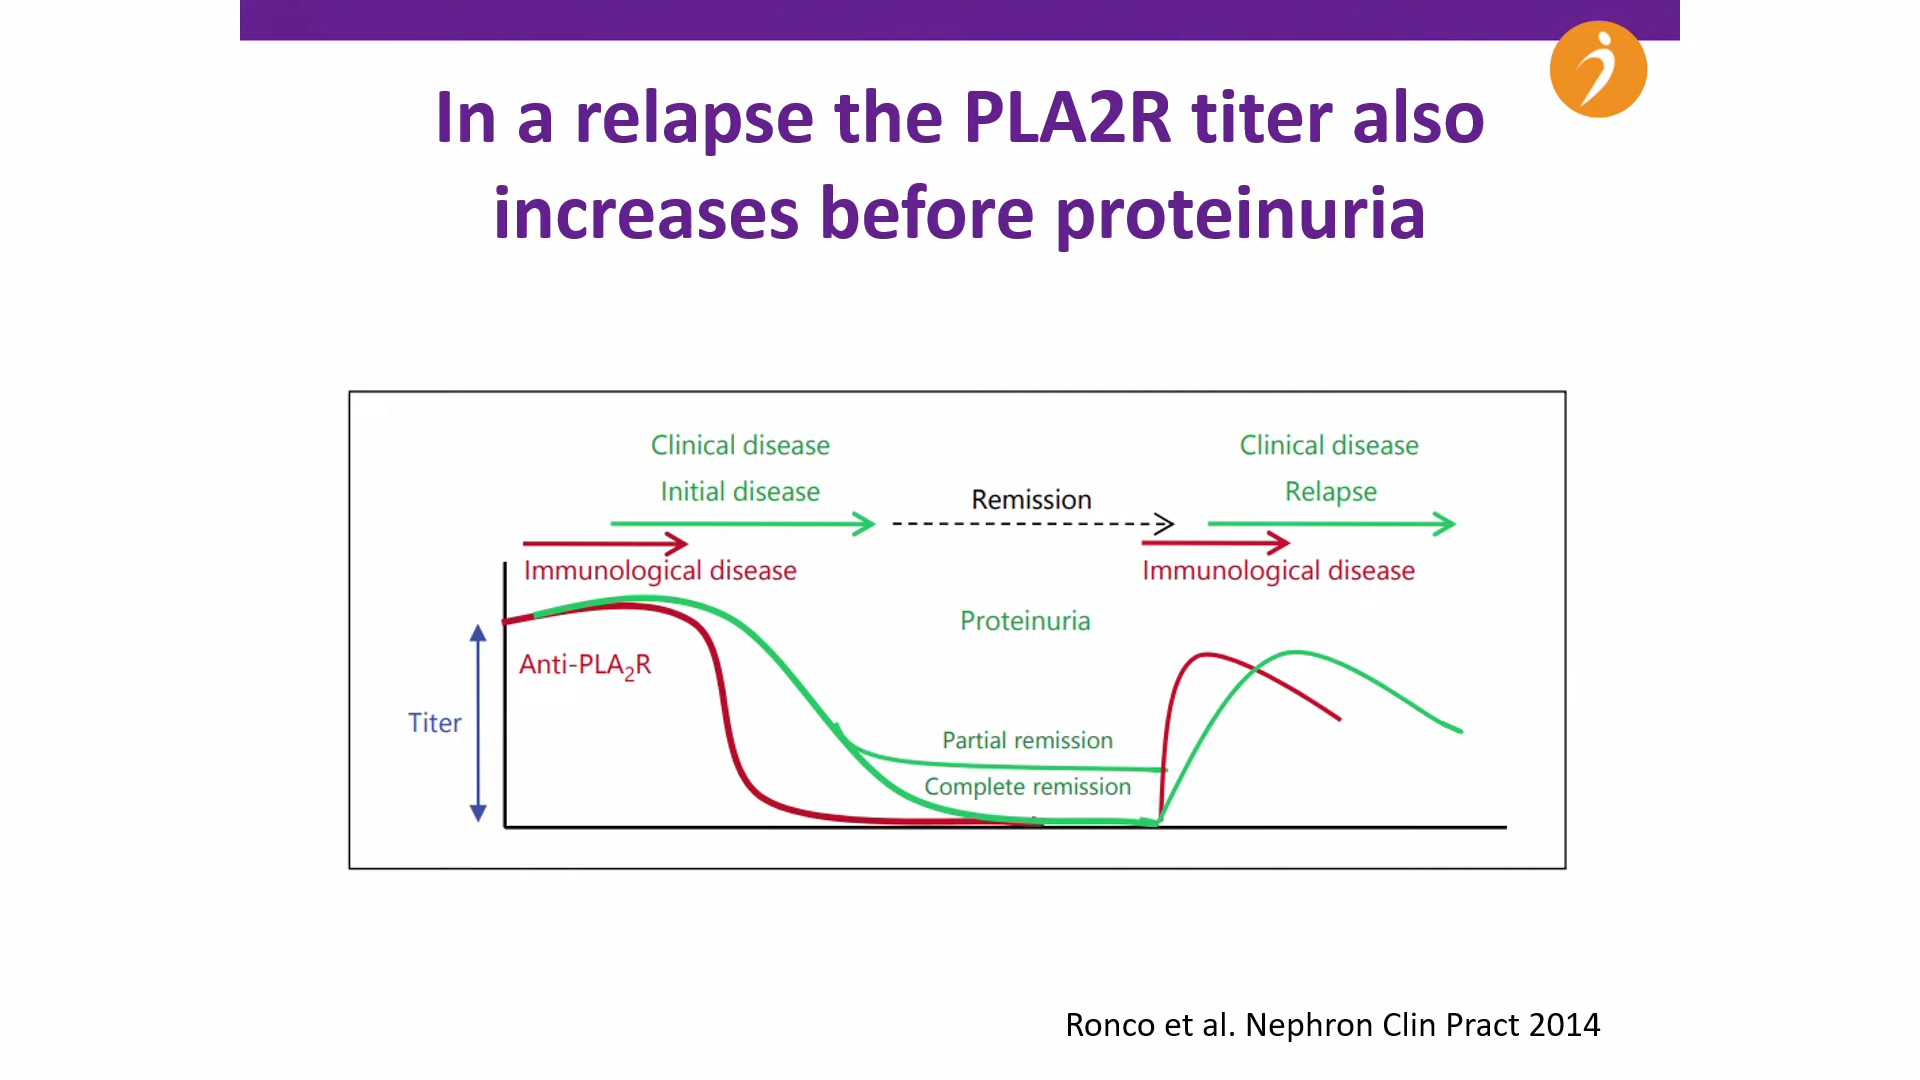 In a relapse the PLA2R titer also
increases before proteinuria
Clinical disease
Initial disease
Remission
Clinical disease
Relapse
Immunological disease
Immunological disease
Proteinuria
Anti-PLA₂R
Titer
Partial remission
Complete remission
Ronco et al. Nephron Clin Pract 2014